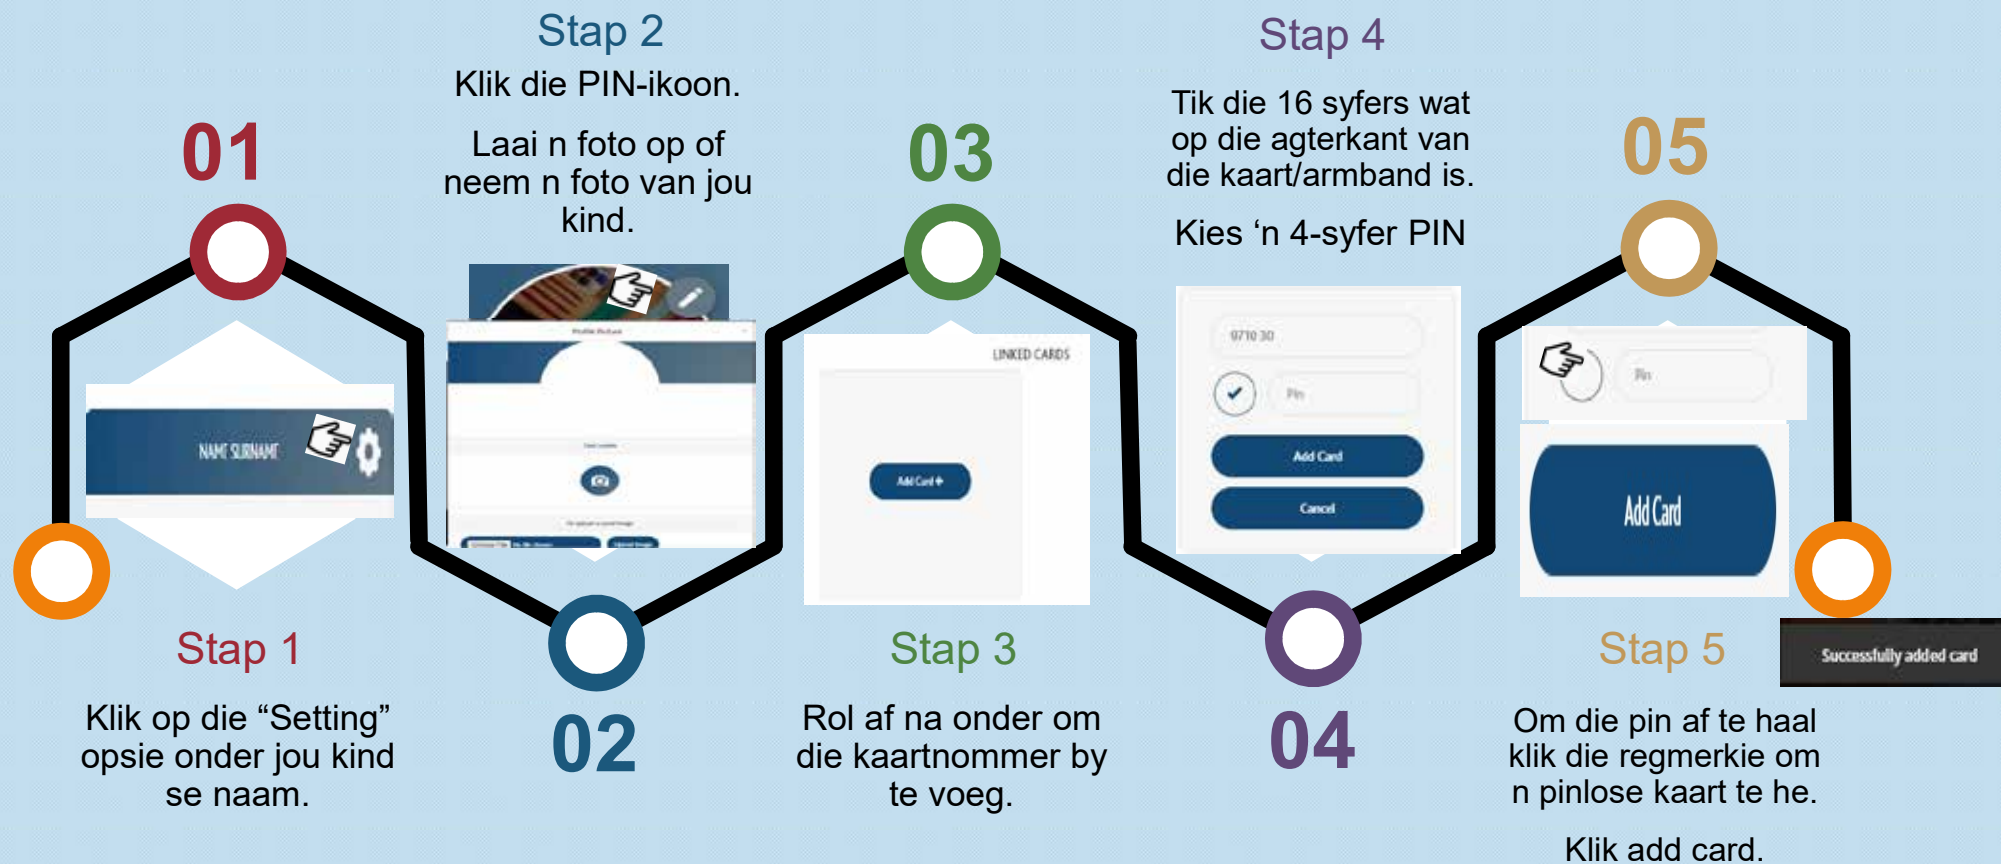 01
NAME SURNAME
Stap 1
Klik op die “Setting”
opsie onder jou kind
se naam.
Stap 2
Klik die PIN-ikoon.
Laai n foto op of
neem n foto van jou
kind.
Profile Picture
02
03
LINKED CARDS
Add Card +
Stap 3
Rol af na onder om
die kaartnommer by
te voeg.
Stap 4
Tik die 16 syfers wat
op die agterkant van
die kaart/armband is.
Kies ‘n 4-syfer PIN
9710 30
Pin
Add Card
Cancel
04
05
Pin
Add Card
Stap 5
Successfully added card
Om die pin af te haal
klik die regmerkie om
n pinlose kaart te he.
Klik add card.